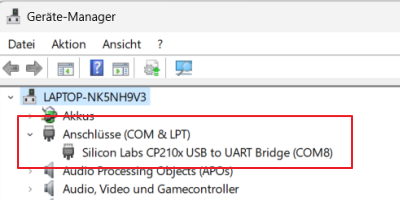 Geräte-Manager
Datei Aktion Ansicht ?
LAPTOP-NK5NH9V3
Akkus
Anschlüsse (COM & LPT)
Silicon Labs CP210x USB to UART Bridge (COM8)
Audio Processing Objects (APOs)
Audio, Video und Gamecontroller